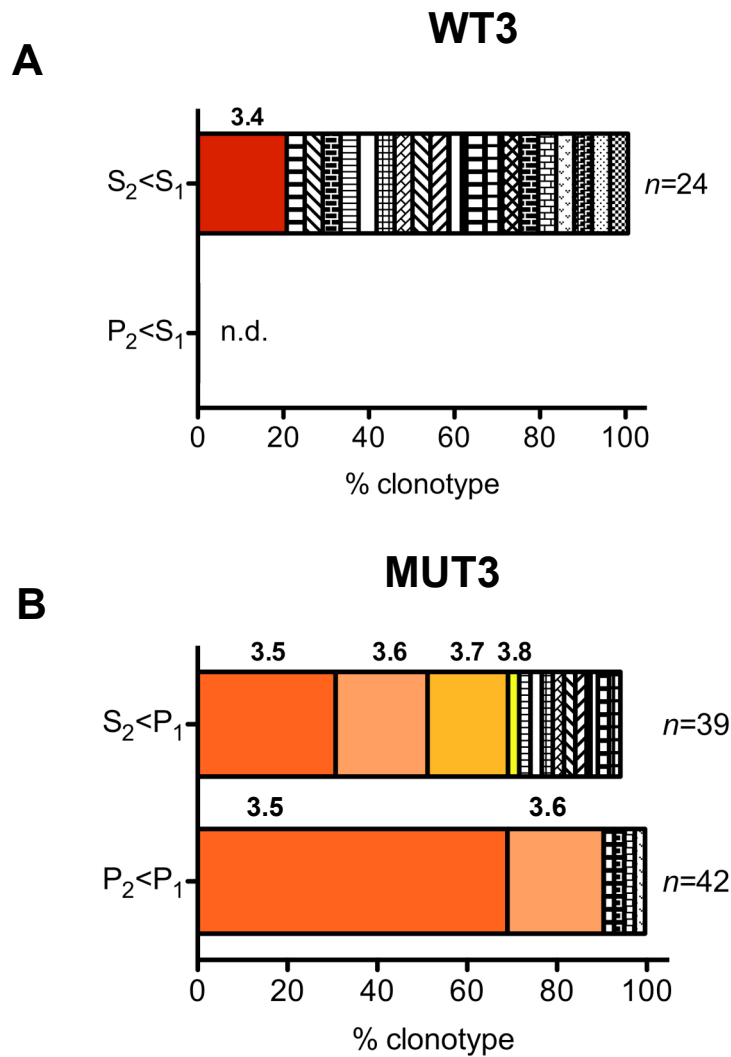 WT3
A
3.4
S₂<S₁
n=24
P₂<S₁
n.d.
0 20 40 60 80 100
% clonotype
MUT3
B
3.5 3.6 3.7 3.8
S₂<P₁
n=39
3.5 3.6
P₂<P₁
n=42
0 20 40 60 80 100
% clonotype